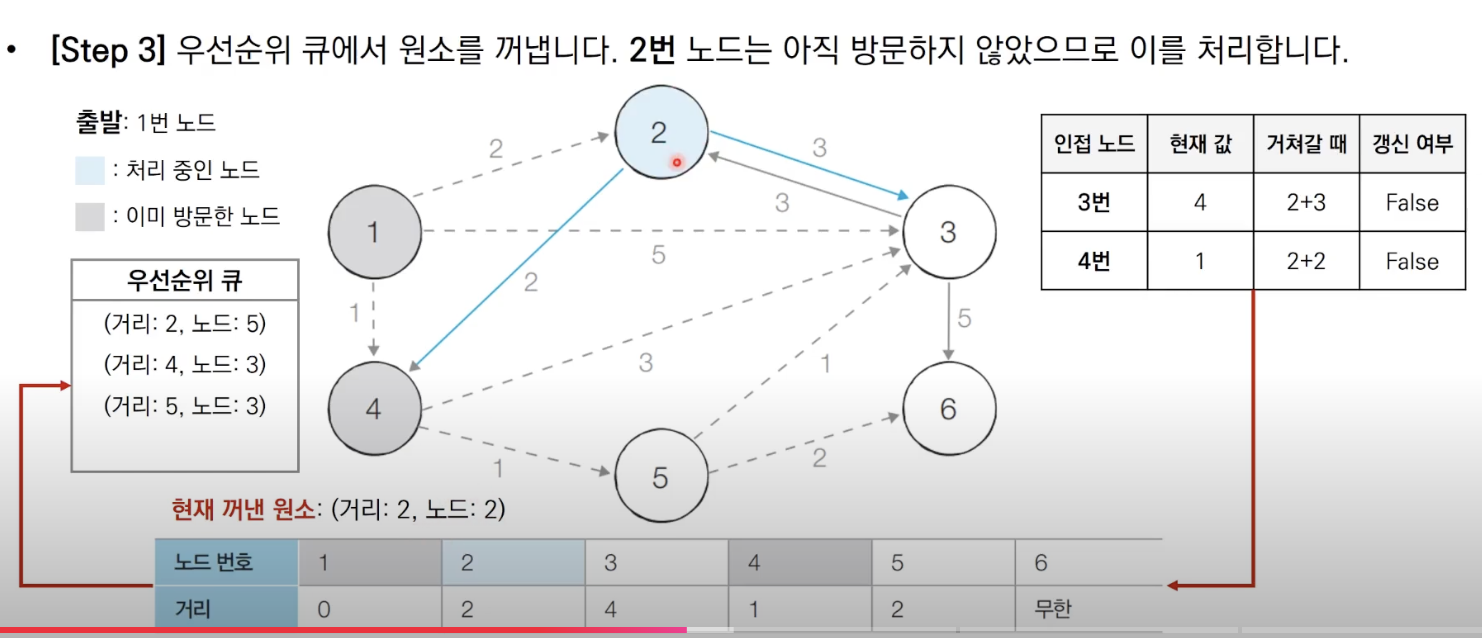 • [Step 3] 우선순위 큐에서 원소를 꺼냅니다. 2번 노드는 아직 방문하지 않았으므로 이를 처리합니다.
출발: 1번 노드
: 처리 중인 노드
: 이미 방문한 노드
우선순위 큐
(거리: 2, 노드: 5)
(거리: 4, 노드: 3)
(거리: 5, 노드: 3)
2
2
3
3
1
5
3
2
1
5
3
1
4
6
1
2
5
인접 노드 현재 값 거쳐갈 때 갱신 여부
3번 4 2+3 False
4번 1 2+2 False
현재 꺼낸 원소: (거리: 2, 노드: 2)
노드 번호 1 2 3 4 5 6
거리 0 2 4 1 2 무한